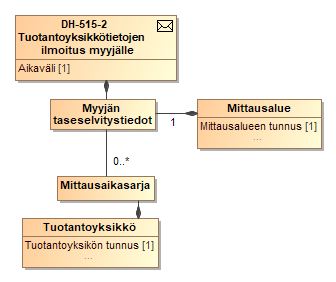 DH-515-2
Tuotantoyksikkötietojen
ilmoitus myyjälle
Aikaväli [1]
Myyjän
taseselvitystiedot
1
Mittausalue
Mittausalueen tunnus [1]
...
0..*
Mittausaikasarja
Tuotantoyksikkö
Tuotantoyksikön tunnus [1]
...